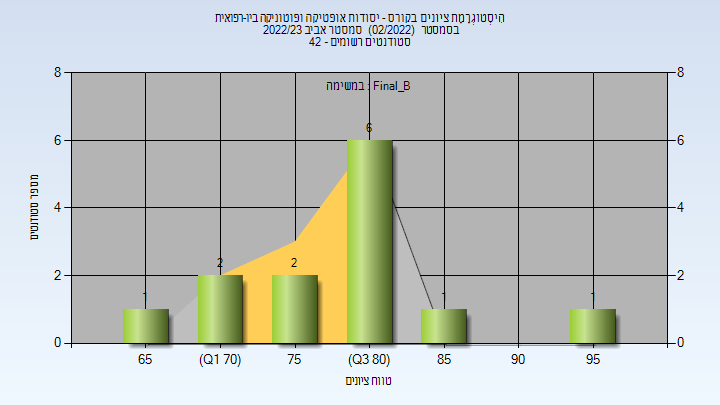 הִיסְטוֹגְרָמַת ציונים בקורס - יסודות אופטיקה ופוטוניקה ביו-רפואית
בסמסטר (02/2022) סמסטר אביב 2022/23
סטודנטים רשומים - 42
במשימה : Final_B
8 8
6 6
4 4
2 2
0 0
מספר סטודנטים
1 2 2 6 1 1
65 (Q1 70) 75 (Q3 80) 85 90 95
טווח ציונים